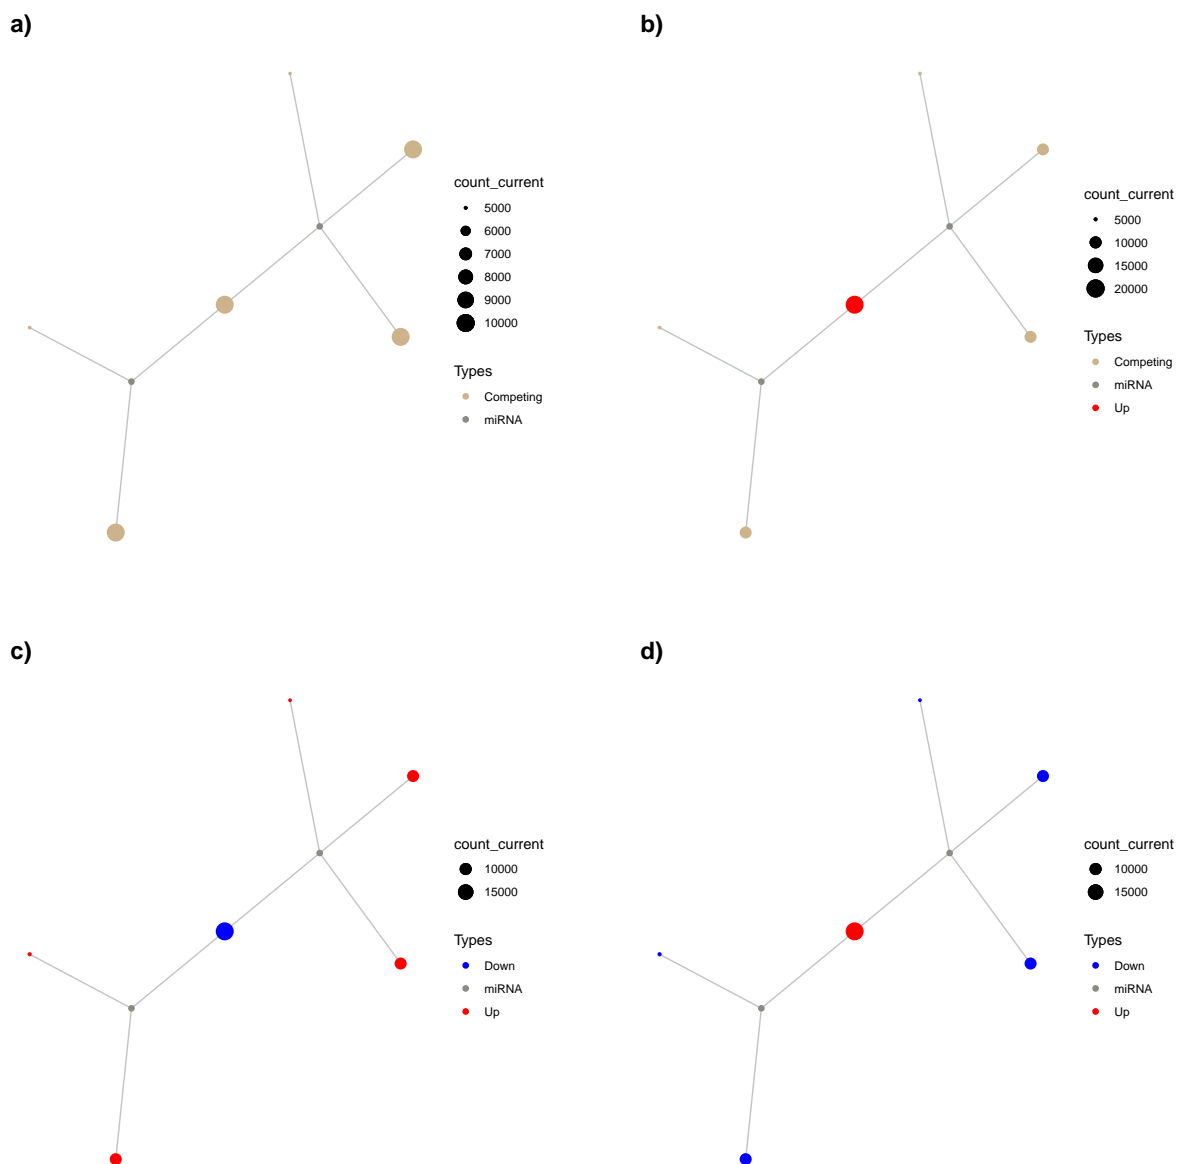 a)
count_current
5000
6000
7000
8000
9000
10000
Types
Competing
miRNA
b)
count_current
5000
10000
15000
20000
Types
Competing
miRNA
Up
c)
count_current
10000
15000
Types
Down
miRNA
Up
d)
count_current
10000
15000
Types
Down
miRNA
Up